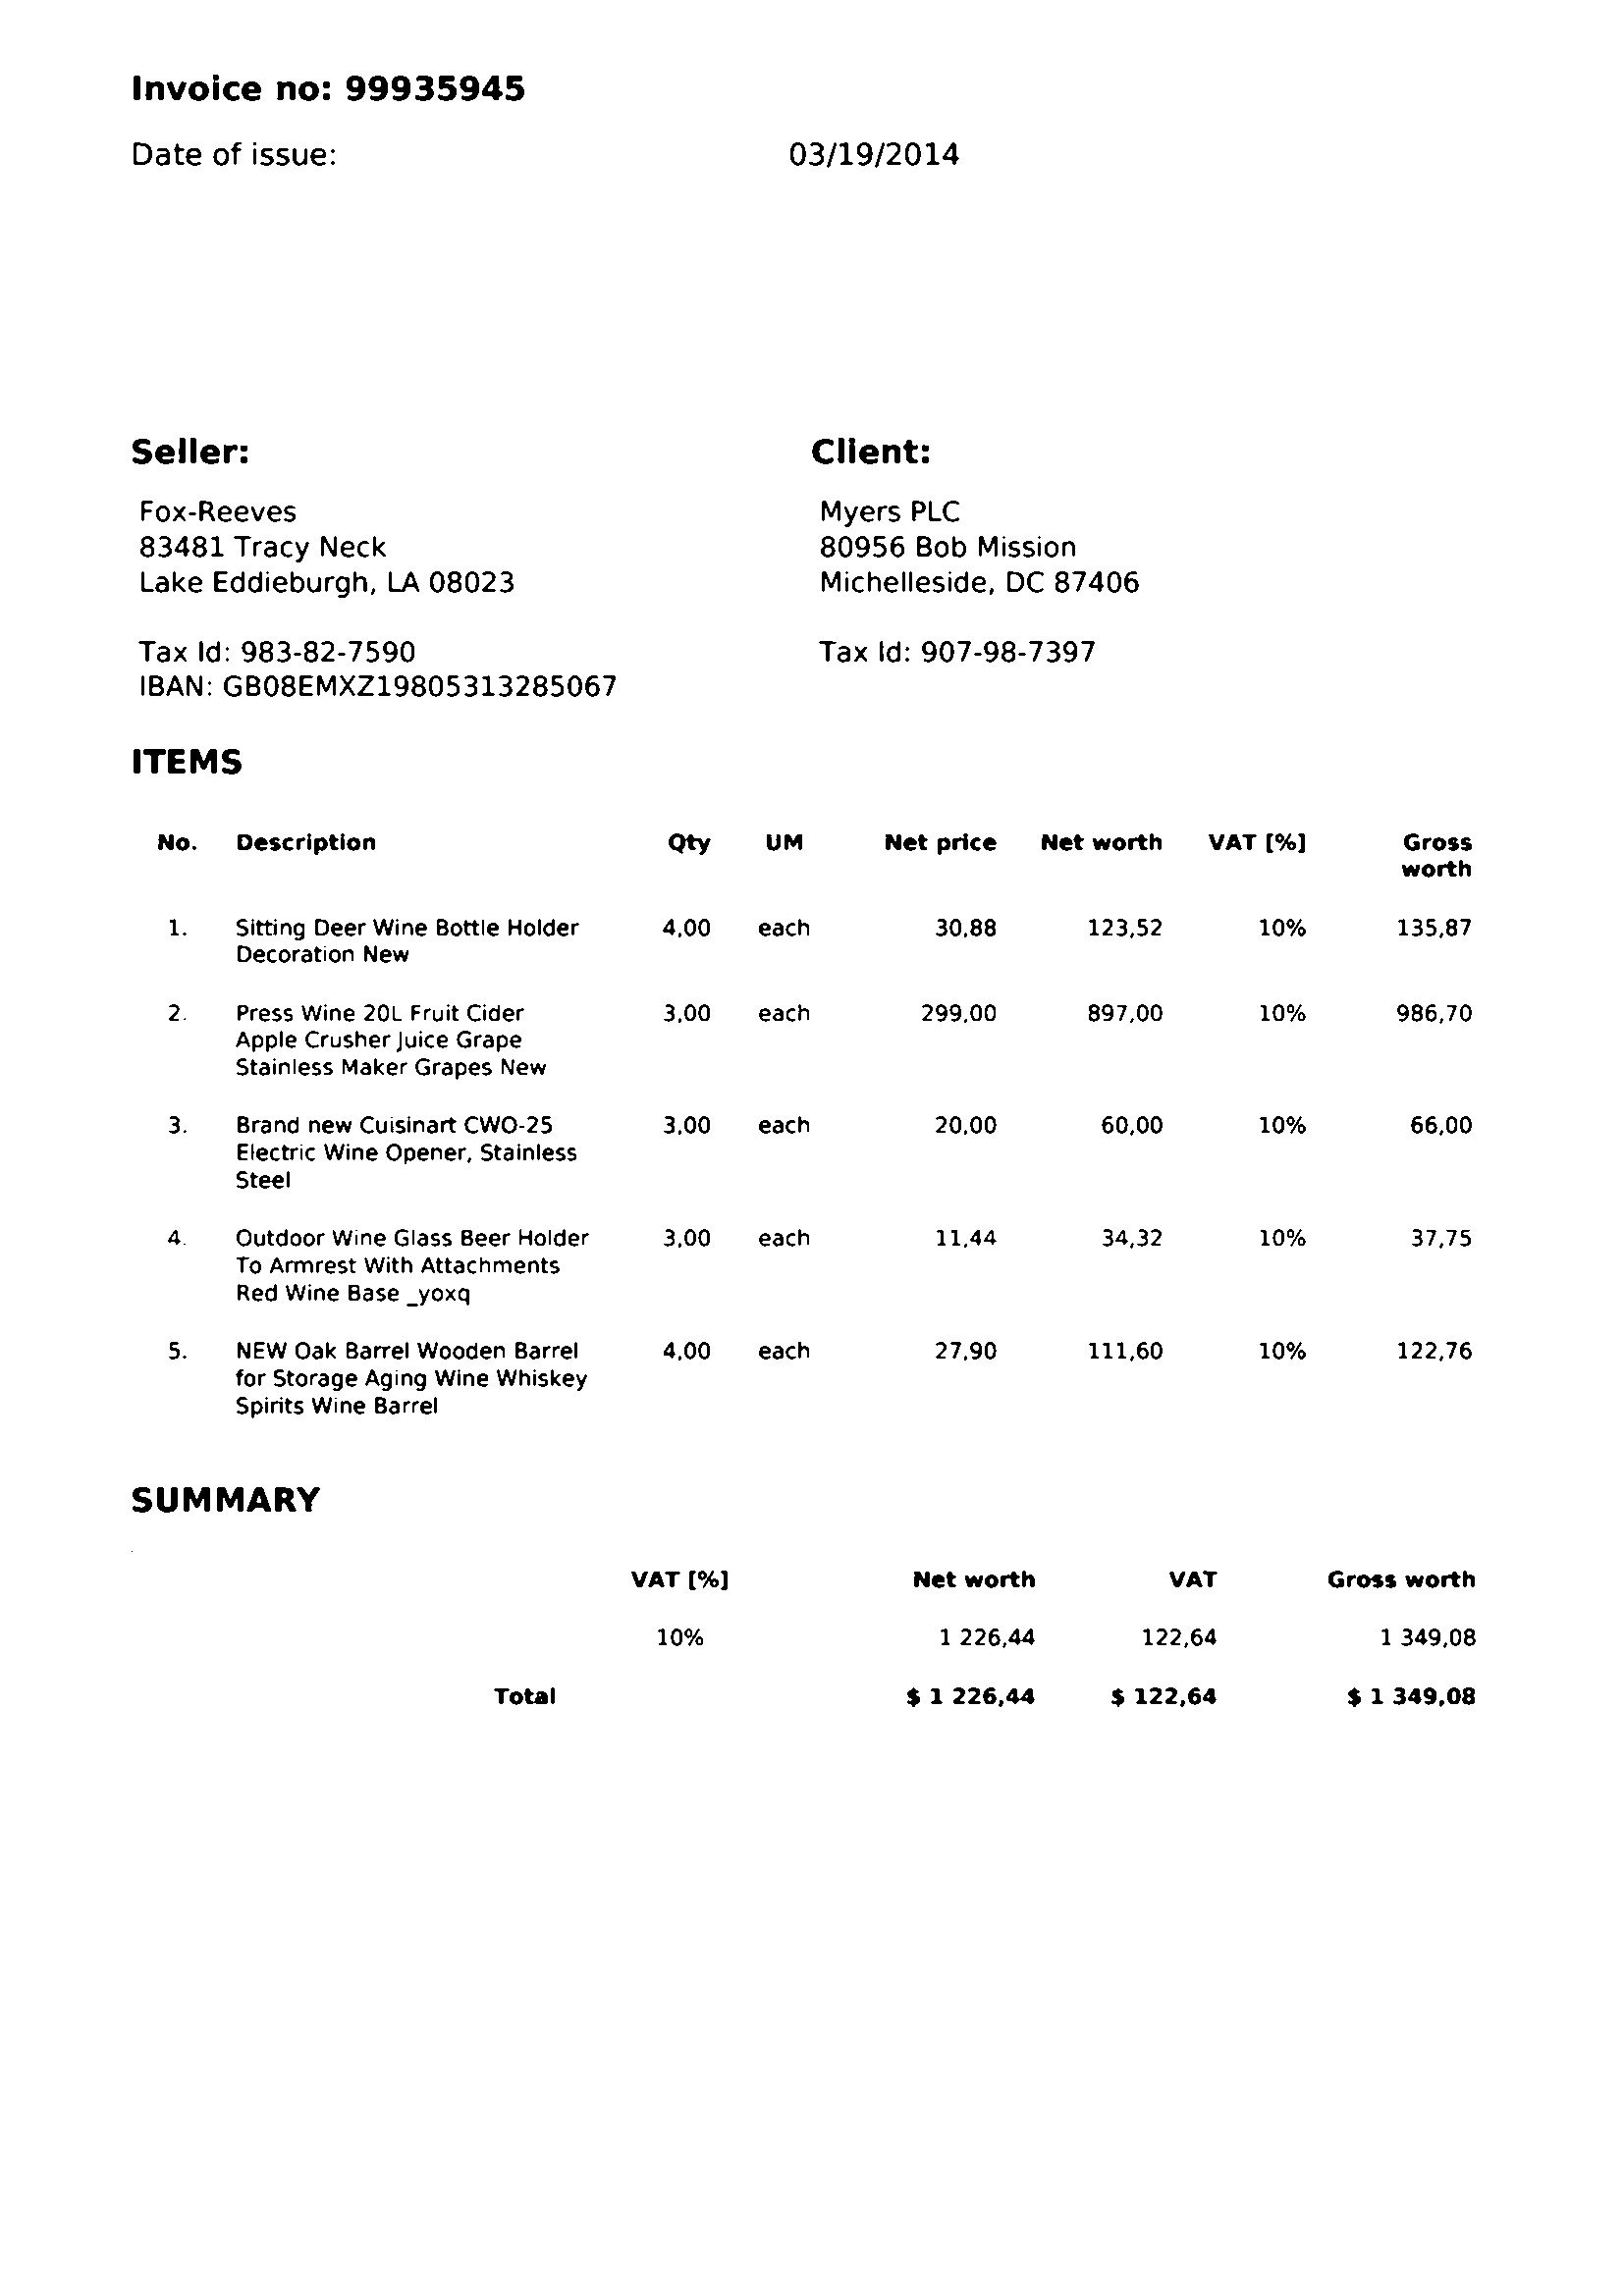 Invoice no: 99935945
Date of issue: 03/19/2014
Seller: Client:
Fox-Reeves Myers PLC
83481 Tracy Neck 80956 Bob Mission
Lake Eddieburgh, LA 08023 Michelleside, DC 87406
Tax Id: 983-82-7590 Tax Id: 907-98-7397
IBAN: GB08EMXZ19805313285067
ITEMS
No. Description Qty UM Net price Net worth VAT [%] Gross
worth
1. Sitting Deer Wine Bottle Holder 4,00 each 30,88 123,52 10% 135,87
Decoration New
2. Press Wine 20L Fruit Cider 3,00 each 299,00 897,00 10% 986,70
Apple Crusher Juice Grape
Stainless Maker Grapes New
3. Brand new Cuisinart CWO-25 3,00 each 20,00 60,00 10% 66,00
Electric Wine Opener, Stainless
Steel
4. Outdoor Wine Glass Beer Holder 3,00 each 11,44 34,32 10% 37,75
To Armrest With Attachments
Red Wine Base _yoxq
5. NEW Oak Barrel Wooden Barrel 4,00 each 27,90 111,60 10% 122,76
for Storage Aging Wine Whiskey
Spirits Wine Barrel
SUMMARY
VAT [%] Net worth VAT Gross worth
10% 1 226,44 122,64 1 349,08
Total $ 1 226,44 $ 122,64 $ 1 349,08